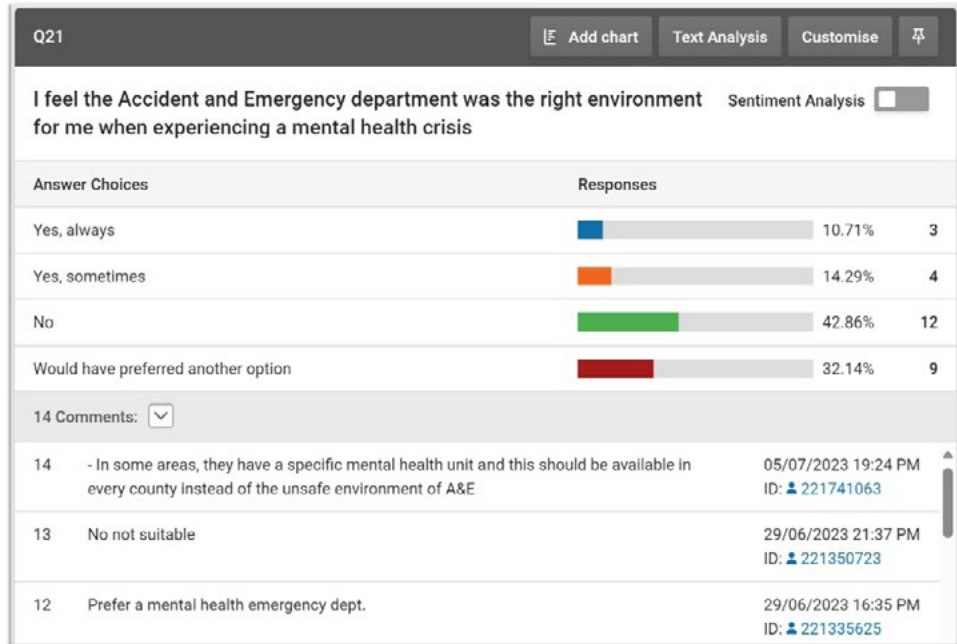 Q21 Add chart Text Analysis Customise
I feel the Accident and Emergency department was the right environment Sentiment Analysis
for me when experiencing a mental health crisis
Answer Choices Responses
Yes, always 10.71% 3
Yes, sometimes 14.29% 4
No 42.86% 12
Would have preferred another option 32.14% 9
14 Comments:
14 - In some areas, they have a specific mental health unit and this should be available in 05/07/2023 19:24 PM
every county instead of the unsafe environment of A&E ID: 221741063
13 No not suitable 29/06/2023 21:37 PM
ID: 221350723
12 Prefer a mental health emergency dept. 29/06/2023 16:35 PM
ID: 221335625